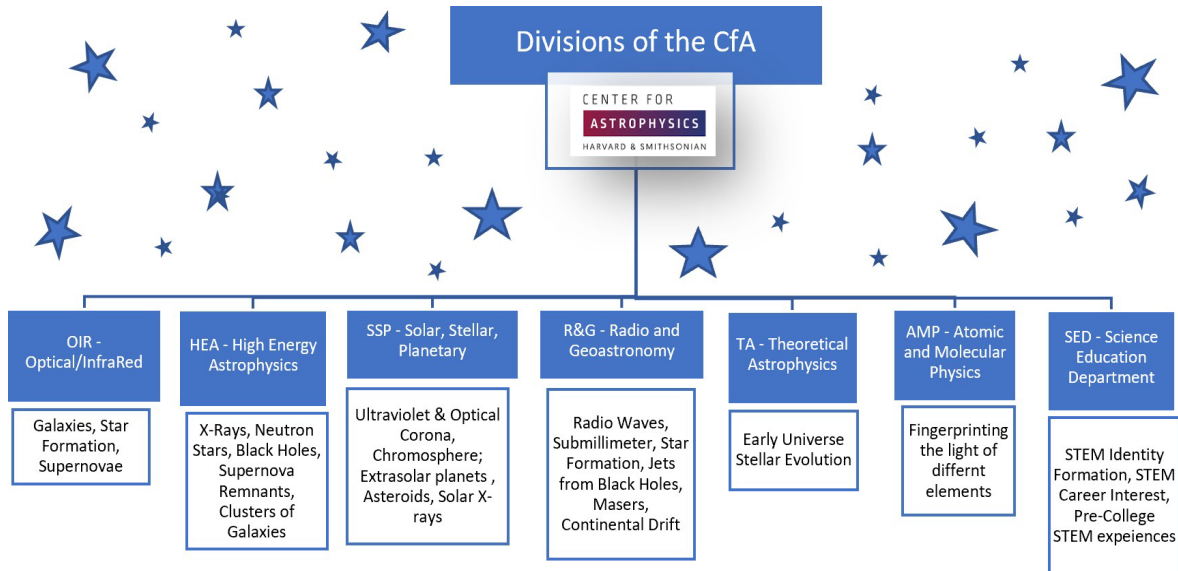 Divisions of the CfA
CENTER FOR
ASTROPHYSICS
HARVARD & SMITHSONIAN
OIR -
Optical/InfraRed
Galaxies, Star
Formation,
Supernovae
HEA - High Energy
Astrophysics
X-Rays, Neutron
Stars, Black Holes,
Supernova
Remnants,
Clusters of
Galaxies
SSP - Solar, Stellar,
Planetary
Ultraviolet & Optical
Corona,
Chromosphere;
Extrasolar planets ,
Asteroids, Solar X-
rays
R&G - Radio and
Geoastronomy
Radio Waves,
Submillimeter, Star
Formation, Jets
from Black Holes,
Masers,
Continental Drift
TA - Theoretical
Astrophysics
Early Universe
Stellar Evolution
AMP - Atomic
and Molecular
Physics
Fingerprinting
the light of
differnt
elements
SED - Science
Education
Department
STEM Identity
Formation, STEM
Career Interest,
Pre-College
STEM expeiences